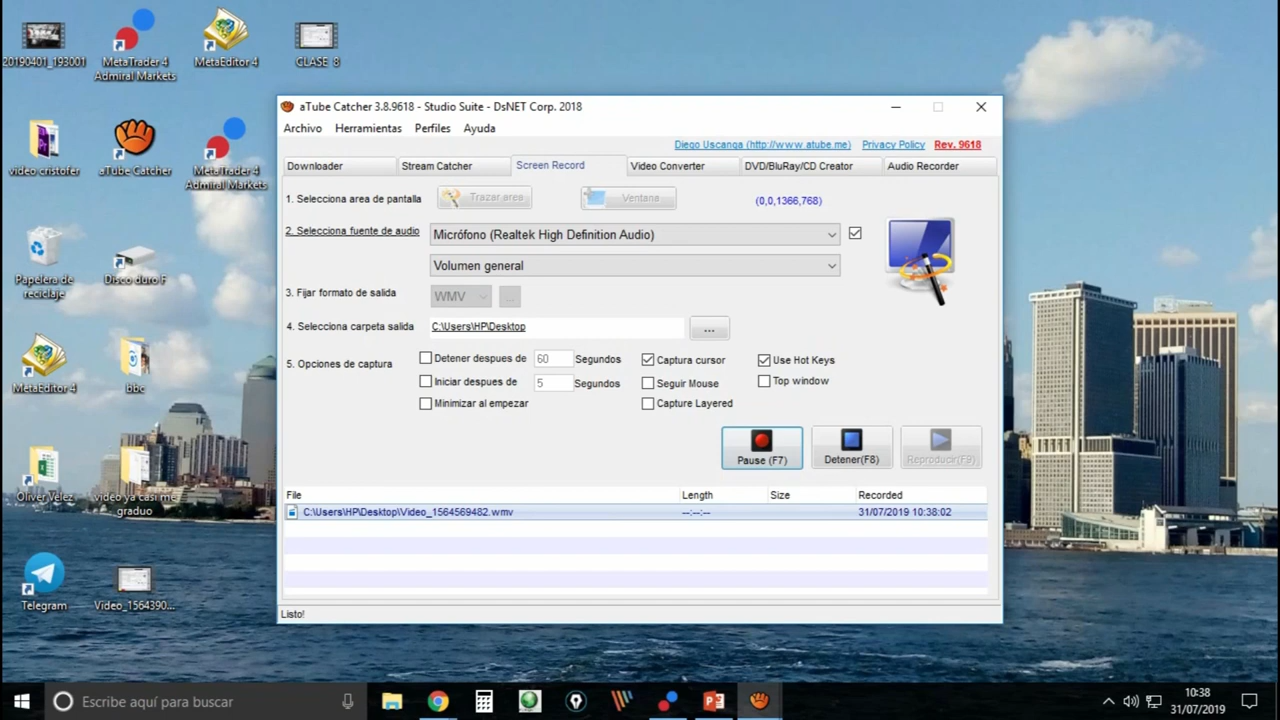 20190401_193001
MetaTrader 4
Admiral Markets
MetaEditor 4
CLASE_8
video cristofer
aTube Catcher
MetaTrader 4
Admiral Markets
Papelera de
reciclaje
Disco duro F
MetaEditor 4
bbc
Oliver Velez
video ya casi me
graduo
Telegram
Video_1564390...
aTube Catcher 3.8.9618 - Studio Suite - DsNET Corp. 2018
Archivo Herramientas Perfiles Ayuda
Diego Uscanga (http://www.atube.me) Privacy Policy Rev. 9618
Downloader Stream Catcher Screen Record Video Converter DVD/BluRay/CD Creator Audio Recorder
1. Selecciona area de pantalla Trazar area Ventana (0,0,1366,768)
2. Selecciona fuente de audio Micrófono (Realtek High Definition Audio)
Volumen general
3. Fijar formato de salida WMV ...
4. Selecciona carpeta salida C:\Users\HP\Desktop ...
5. Opciones de captura Detener despues de 60 Segundos Captura cursor Use Hot Keys
Iniciar despues de 5 Segundos Seguir Mouse Top window
Minimizar al empezar Capture Layered
Pause (F7) Detener(F8) Reproducir(F9)
File Length Size Recorded
C:\Users\HP\Desktop\Video_1564569482.wmv --:--:-- 31/07/2019 10:38:02
Listo!
Escribe aquí para buscar
10:38
31/07/2019